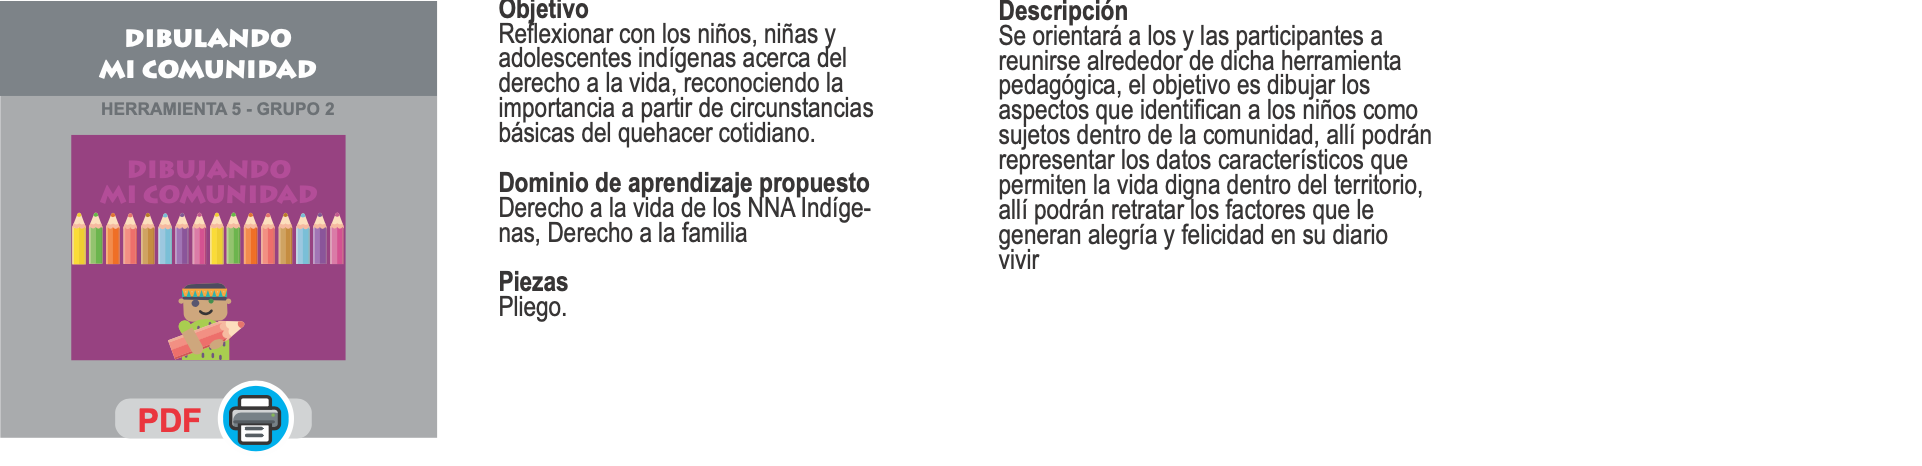 DIBULANDO
MI COMUNIDAD
HERRAMIENTA 5 - GRUPO 2
DIBUJANDO
MI COMUNIDAD
PDF
Objetivo
Reflexionar con los niños, niñas y
adolescentes indígenas acerca del
derecho a la vida, reconociendo la
importancia a partir de circunstancias
básicas del quehacer cotidiano.
Dominio de aprendizaje propuesto
Derecho a la vida de los NNA Indíge-
nas, Derecho a la familia
Piezas
Pliego.
Descripción
Se orientará a los y las participantes a
reunirse alrededor de dicha herramienta
pedagógica, el objetivo es dibujar los
aspectos que identifican a los niños como
sujetos dentro de la comunidad, allí podrán
representar los datos característicos que
permiten la vida digna dentro del territorio,
allí podrán retratar los factores que le
generan alegría y felicidad en su diario
vivir